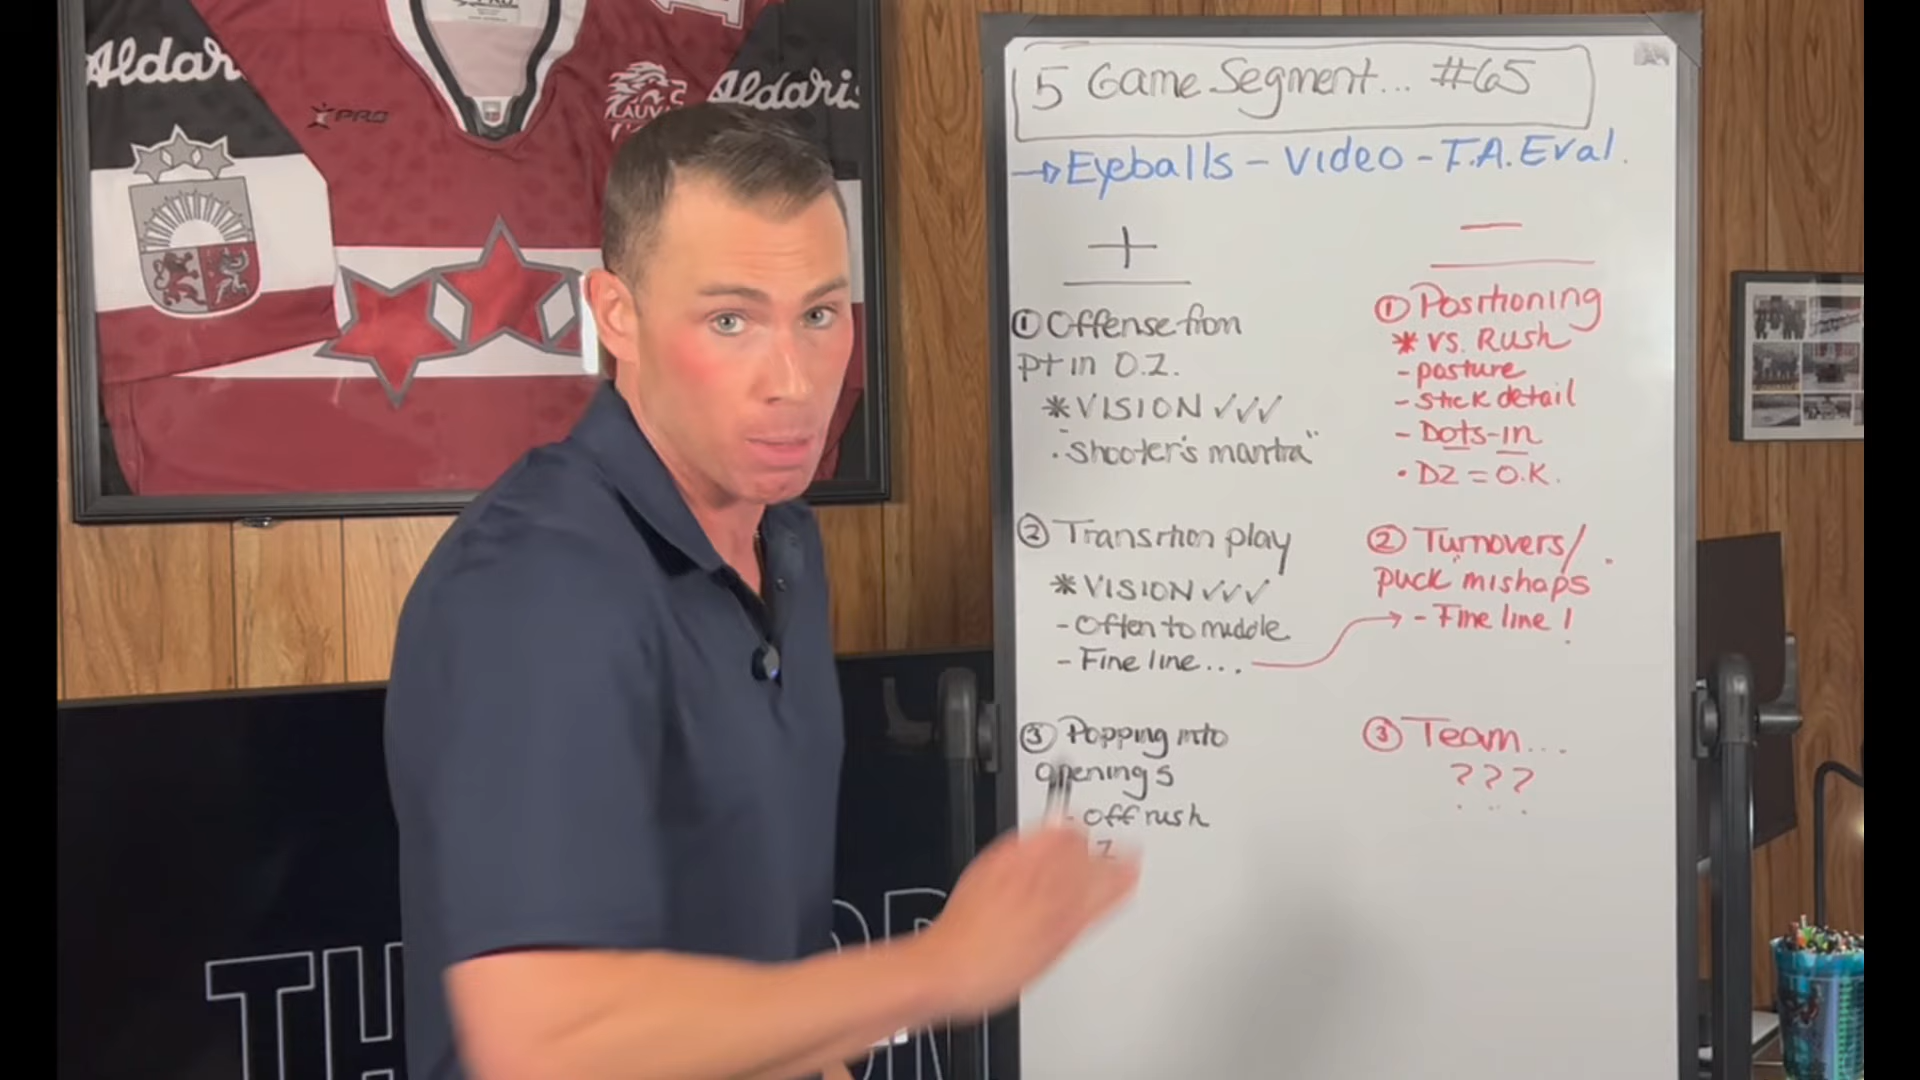 Aldaris
PRO
LAUVA
Aldaris
5 Game Segment... #65
→ Eyeballs - Video - T.A. Eval.
+
① Offense from
pt in O.Z.
* VISION ✓✓✓
"Shooter's mantra"
② Transition play
* VISION ✓✓✓
- Often to middle
- Fine line...
③ Popping into
openings
- Off rush
Z
—
① Positioning
* vs. Rush
- posture
- stick detail
- Dots-in
• DZ = O.K.
② Turnovers/
"puck" mishaps
→ - Fine line!
③ Team...
???
TH